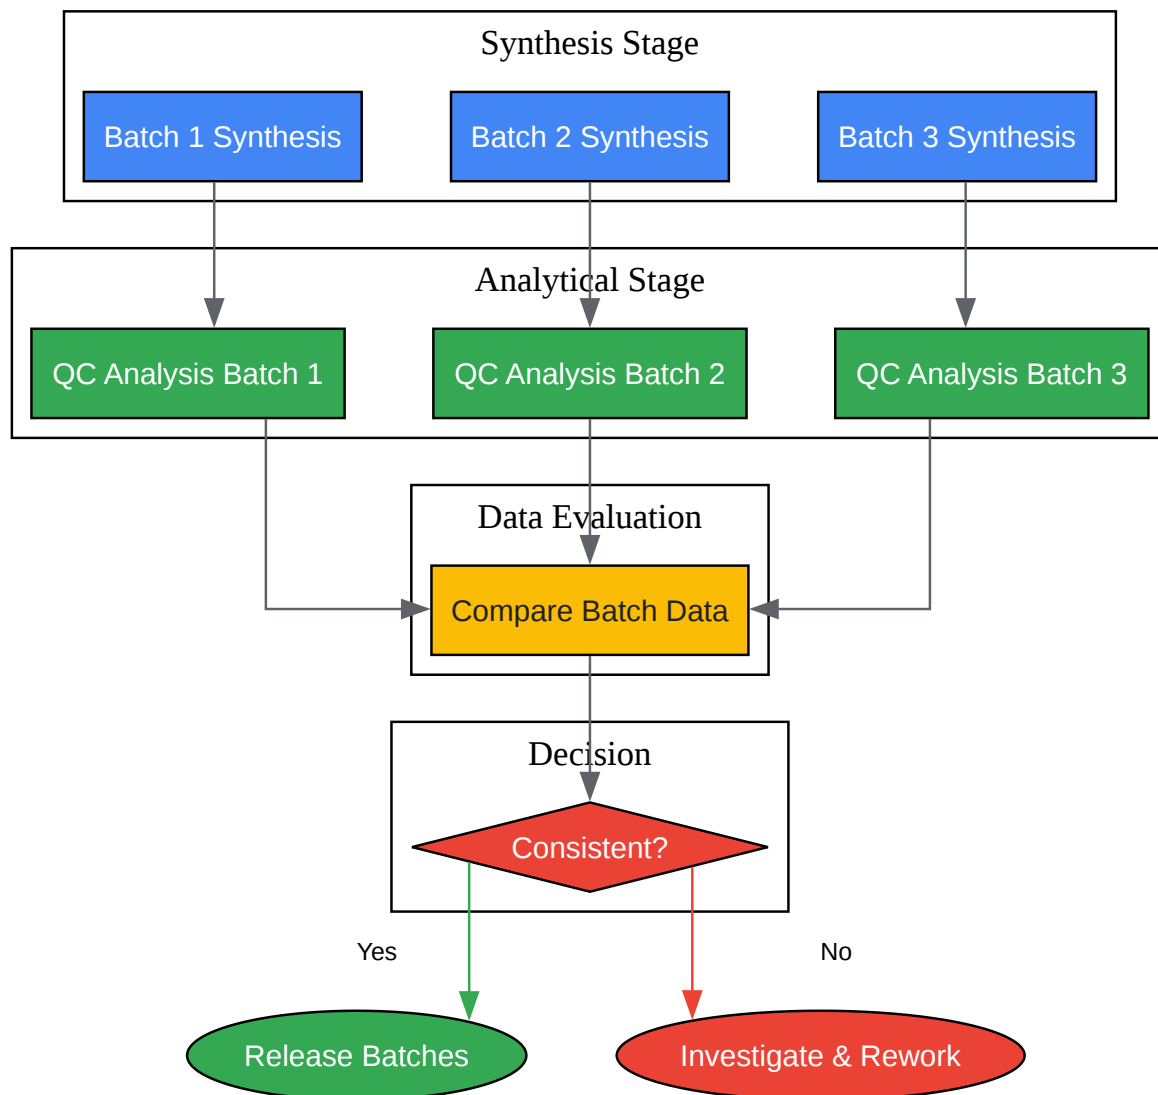 Synthesis Stage
Batch 1 Synthesis
Batch 2 Synthesis
Batch 3 Synthesis
Analytical Stage
QC Analysis Batch 1
QC Analysis Batch 2
QC Analysis Batch 3
Data Evaluation
Compare Batch Data
Decision
Consistent?
Yes
No
Release Batches
Investigate & Rework